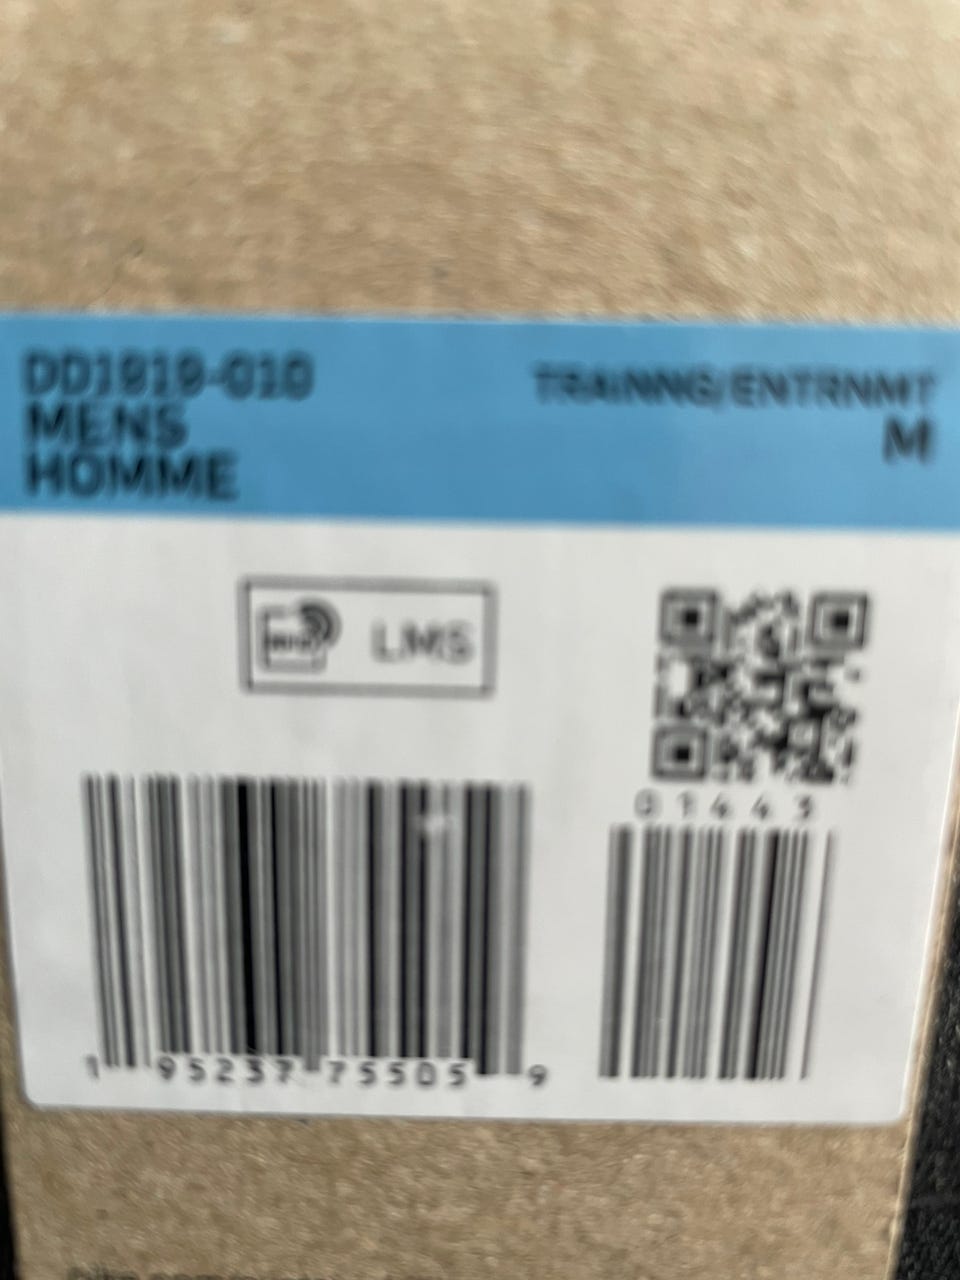 DD1919-010
MENS
HOMME
TRAINNG/ENTRNMT
M
LMS
01443
1 95237 75505 9